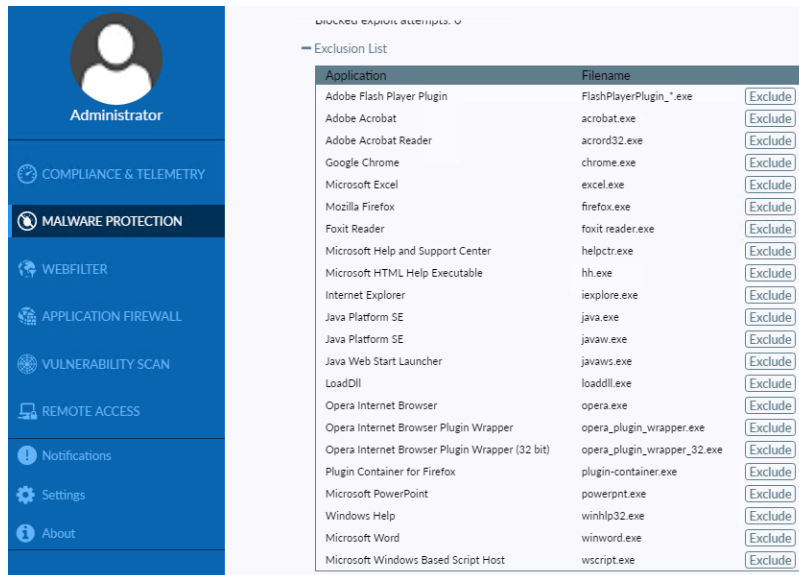 Administrator
COMPLIANCE & TELEMETRY
MALWARE PROTECTION
WEBFILTER
APPLICATION FIREWALL
VULNERABILITY SCAN
REMOTE ACCESS
Notifications
Settings
About
Blocked exploit attempts: 0
Exclusion List
Application Filename
Adobe Flash Player Plugin FlashPlayerPlugin_*.exe Exclude
Adobe Acrobat acrobat.exe Exclude
Adobe Acrobat Reader acrord32.exe Exclude
Google Chrome chrome.exe Exclude
Microsoft Excel excel.exe Exclude
Mozilla Firefox firefox.exe Exclude
Foxit Reader foxit reader.exe Exclude
Microsoft Help and Support Center helpctr.exe Exclude
Microsoft HTML Help Executable hh.exe Exclude
Internet Explorer iexplore.exe Exclude
Java Platform SE java.exe Exclude
Java Platform SE javaw.exe Exclude
Java Web Start Launcher javaws.exe Exclude
LoadDll loaddll.exe Exclude
Opera Internet Browser opera.exe Exclude
Opera Internet Browser Plugin Wrapper opera_plugin_wrapper.exe Exclude
Opera Internet Browser Plugin Wrapper (32 bit) opera_plugin_wrapper_32.exe Exclude
Plugin Container for Firefox plugin-container.exe Exclude
Microsoft PowerPoint powerpnt.exe Exclude
Windows Help winhlp32.exe Exclude
Microsoft Word winword.exe Exclude
Microsoft Windows Based Script Host wscript.exe Exclude